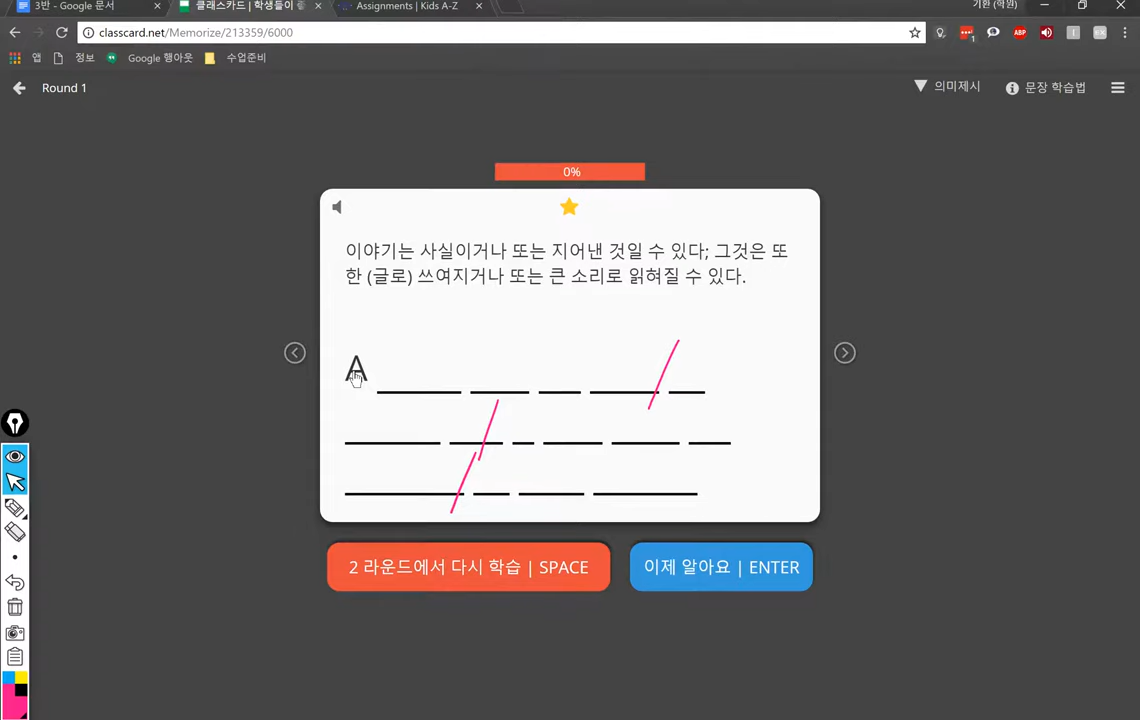 3반 - Google 문서
클래스카드 | 학생들이 즐
Assignments | Kids A-Z
기환 (학원)
classcard.net/Memorize/213359/6000
앱 정보 Google 행아웃 수업준비
Round 1
의미제시
문장 학습법
0%
이야기는 사실이거나 또는 지어낸 것일 수 있다; 그것은 또
한 (글로) 쓰여지거나 또는 큰 소리로 읽혀질 수 있다.
A
2 라운드에서 다시 학습 | SPACE
이제 알아요 | ENTER